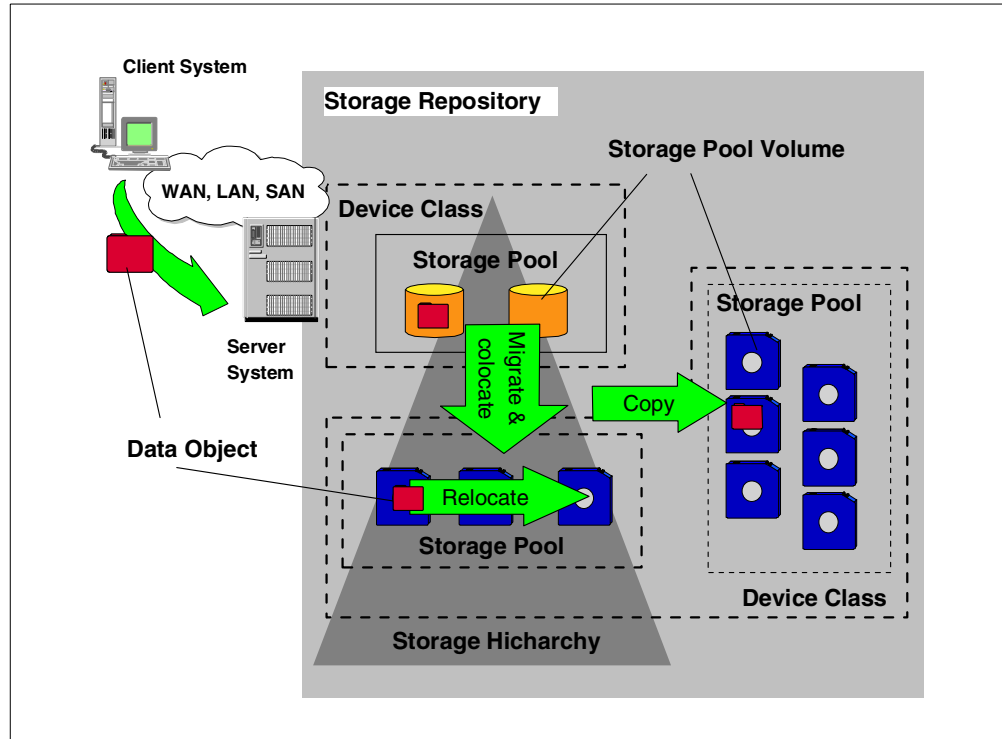 Client System
Storage Repository
Storage Pool Volume
WAN, LAN, SAN
Device Class
Storage Pool
Storage Pool
Server
System
Migrate &
colocate
Copy
Data Object
Relocate
Storage Pool
Device Class
Storage Hicharchy